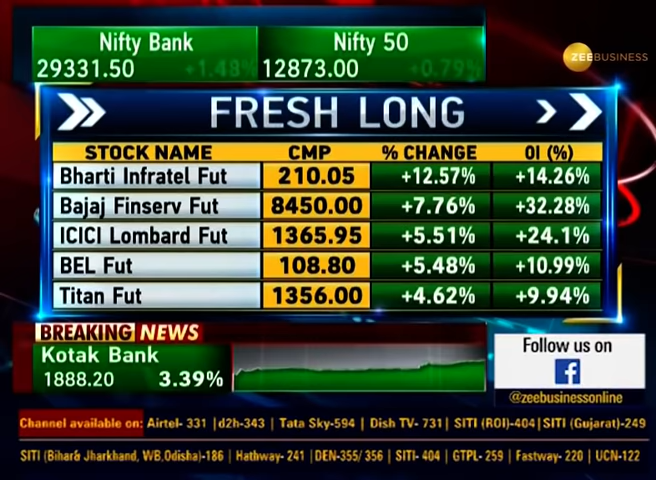 Nifty Bank
29331.50 +1.48%
Nifty 50
12873.00 +0.79%
ZEEBUSINESS
FRESH LONG
STOCK NAME CMP % CHANGE OI (%)
Bharti Infratel Fut 210.05 +12.57% +14.26%
Bajaj Finserv Fut 8450.00 +7.76% +32.28%
ICICI Lombard Fut 1365.95 +5.51% +24.1%
BEL Fut 108.80 +5.48% +10.99%
Titan Fut 1356.00 +4.62% +9.94%
BREAKING NEWS
Kotak Bank
1888.20 3.39%
Follow us on
f
@zeebusinessonline
Channel available on: Airtel- 331 |d2h-343 | Tata Sky-594 | Dish TV- 731| SITI (ROI)-404|SITI (Gujarat)-249
SITI (Bihar& Jharkhand, WB,Odisha)-186 | Hathway- 241 |DEN-355/ 356 | SITI- 404 | GTPL- 259 | Fastway- 220 | UCN-122